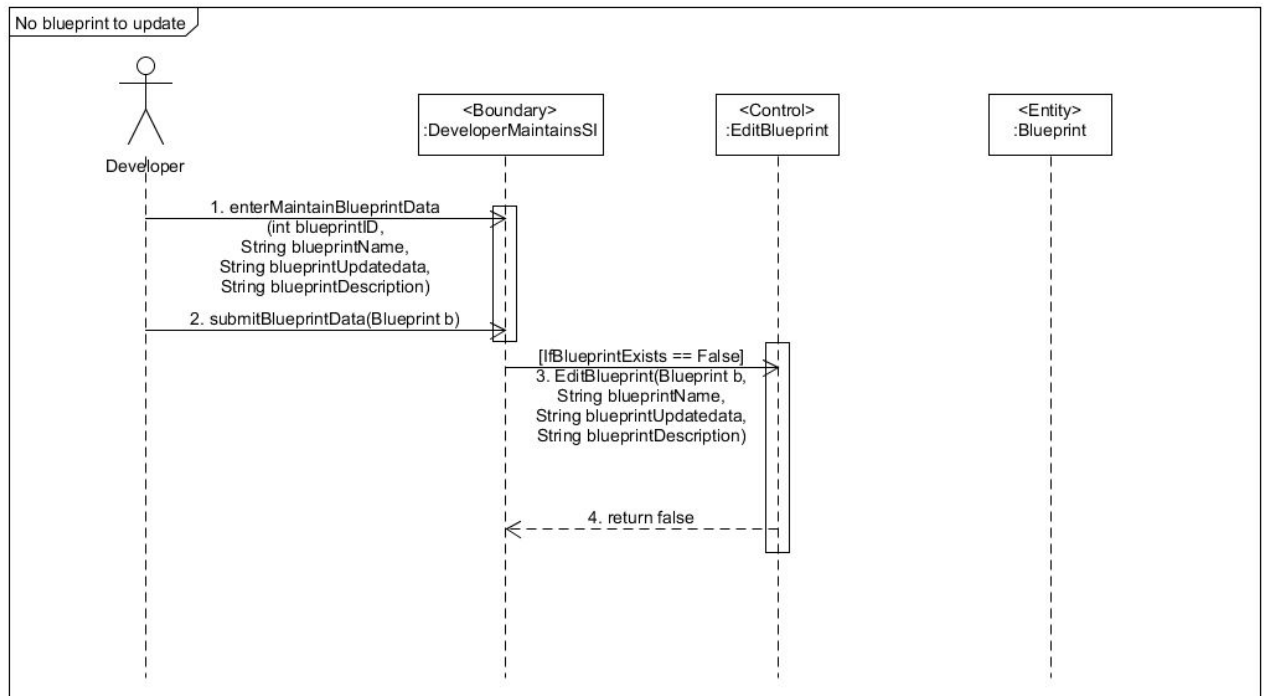 No blueprint to update
<Boundary>
:DeveloperMaintainsSI
<Control>
:EditBlueprint
<Entity>
:Blueprint
Developer
1. enterMaintainBlueprintData
(int blueprintID,
String blueprintName,
String blueprintUpdatedata,
String blueprintDescription)
2. submitBlueprintData(Blueprint b)
[IfBlueprintExists == False]
3. EditBlueprint(Blueprint b,
String blueprintName,
String blueprintUpdatedata,
String blueprintDescription)
4. return false